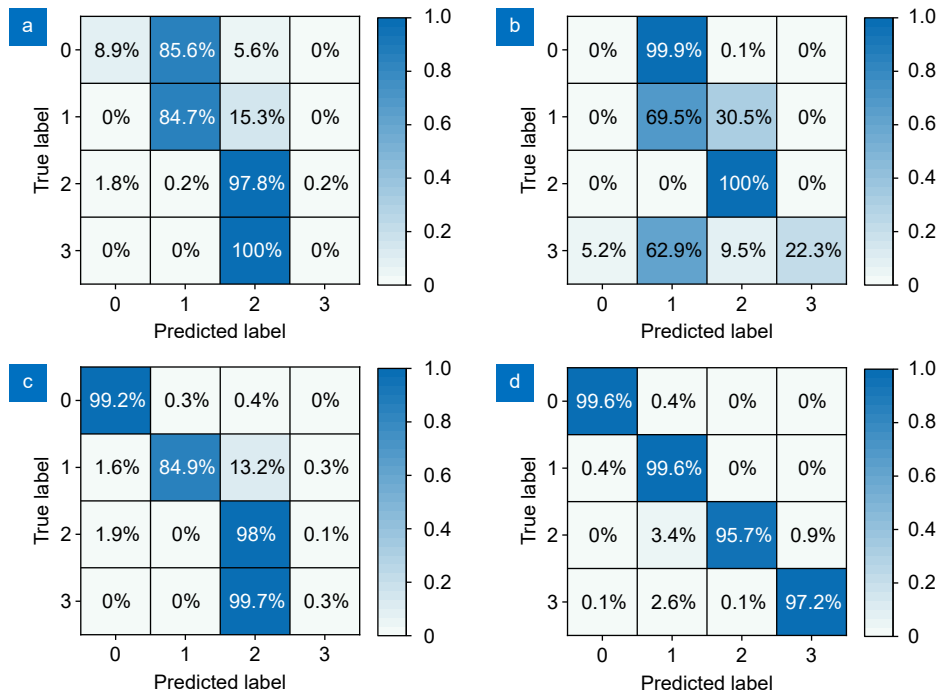 a
b
1.0
0.8
0.6
0.4
0.2
0
1.0
0.8
0.6
0.4
0.2
0
True label
0 8.9% 85.6% 5.6% 0%
1 0% 84.7% 15.3% 0%
2 1.8% 0.2% 97.8% 0.2%
3 0% 0% 100% 0%
0 1 2 3
Predicted label
True label
0 0% 99.9% 0.1% 0%
1 0% 69.5% 30.5% 0%
2 0% 0% 100% 0%
3 5.2% 62.9% 9.5% 22.3%
0 1 2 3
Predicted label
c
d
1.0
0.8
0.6
0.4
0.2
0
1.0
0.8
0.6
0.4
0.2
0
True label
0 99.2% 0.3% 0.4% 0%
1 1.6% 84.9% 13.2% 0.3%
2 1.9% 0% 98% 0.1%
3 0% 0% 99.7% 0.3%
0 1 2 3
Predicted label
True label
0 99.6% 0.4% 0% 0%
1 0.4% 99.6% 0% 0%
2 0% 3.4% 95.7% 0.9%
3 0.1% 2.6% 0.1% 97.2%
0 1 2 3
Predicted label